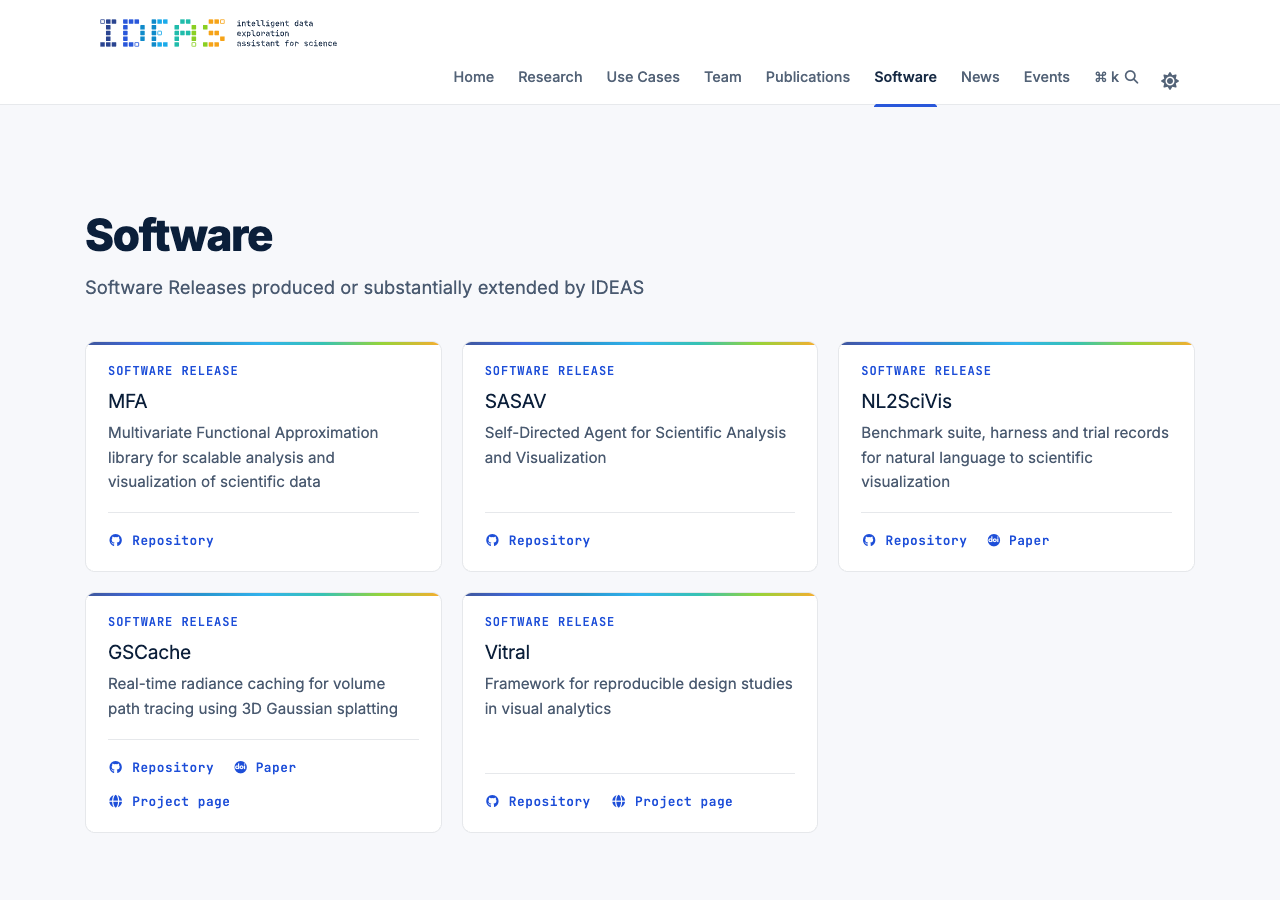 IDEAS
intelligent data
exploration
assistant for science
Home Research Use Cases Team Publications Software News Events ⌘ k
Software
Software Releases produced or substantially extended by IDEAS
SOFTWARE RELEASE
MFA
Multivariate Functional Approximation
library for scalable analysis and
visualization of scientific data
Repository
SOFTWARE RELEASE
SASAV
Self-Directed Agent for Scientific Analysis
and Visualization
Repository
SOFTWARE RELEASE
NL2SciVis
Benchmark suite, harness and trial records
for natural language to scientific
visualization
Repository doi Paper
SOFTWARE RELEASE
GSCache
Real-time radiance caching for volume
path tracing using 3D Gaussian splatting
Repository doi Paper
Project page
SOFTWARE RELEASE
Vitral
Framework for reproducible design studies
in visual analytics
Repository Project page